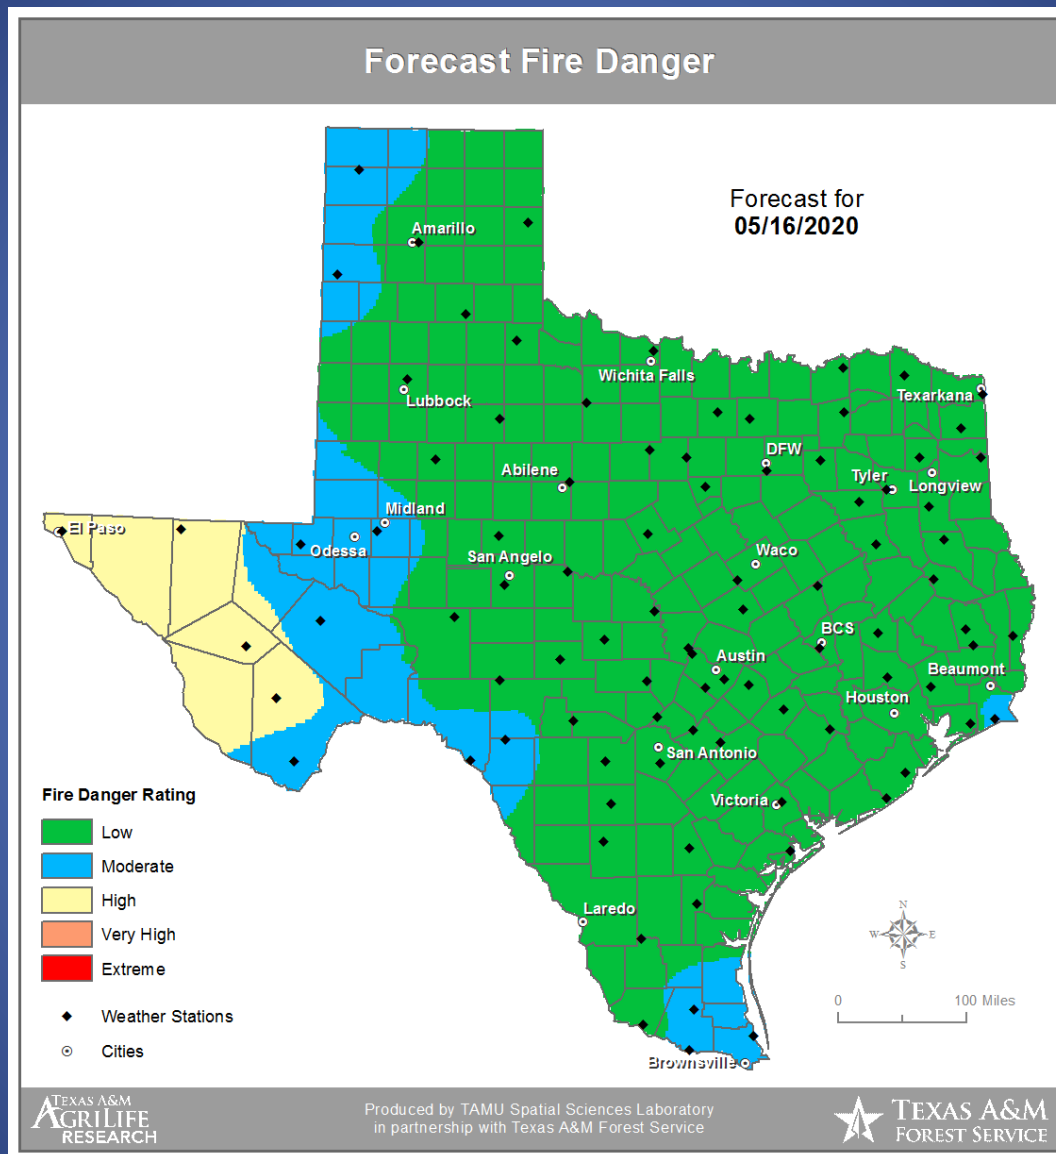 Forecast Fire Danger
Forecast for
05/16/2020
Amarillo
Wichita Falls
Lubbock
Texarkana
DFW
Abilene
Tyler
Longview
Midland
El Paso
Odessa
San Angelo
Waco
BCS
Austin
Beaumont
Houston
San Antonio
Victoria
Laredo
Brownsville
Fire Danger Rating
Low
Moderate
High
Very High
Extreme
Weather Stations
Cities
N
W
E
S
0
100 Miles
TEXAS A&M
AGRILIFE
RESEARCH
Produced by TAMU Spatial Sciences Laboratory
in partnership with Texas A&M Forest Service
TEXAS A&M
FOREST SERVICE